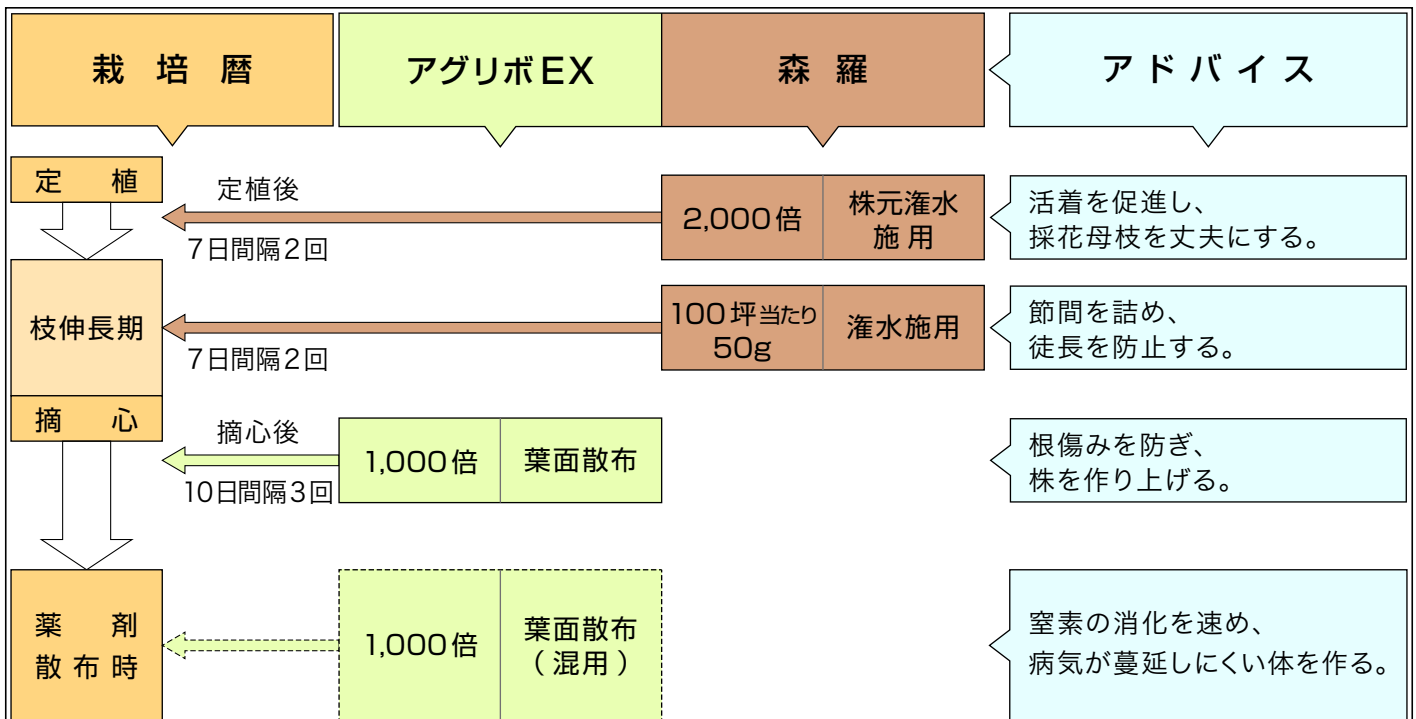 栽培暦
アグリボEX
森羅
アドバイス
定植
定植後
7日間隔2回
2,000倍
株元潅水
施用
活着を促進し、
採花母枝を丈夫にする。
枝伸長期
7日間隔2回
100坪当たり
50g
潅水施用
節間を詰め、
徒長を防止する。
摘心
摘心後
10日間隔3回
1,000倍
葉面散布
根傷みを防ぎ、
株を作り上げる。
薬剤
散布時
1,000倍
葉面散布
(混用)
窒素の消化を速め、
病気が蔓延しにくい体を作る。